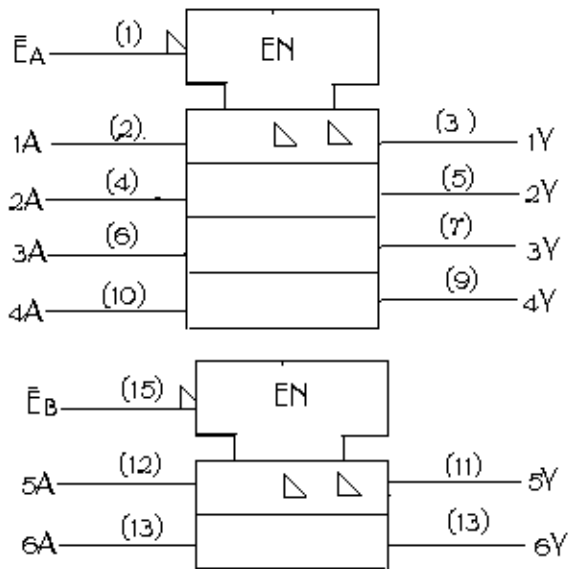 ĒA (1) EN
1A (2) (3) 1Y
2A (4) (5) 2Y
3A (6) (7) 3Y
4A (10) (9) 4Y
ĒB (15) EN
5A (12) (11) 5Y
6A (13) (13) 6Y